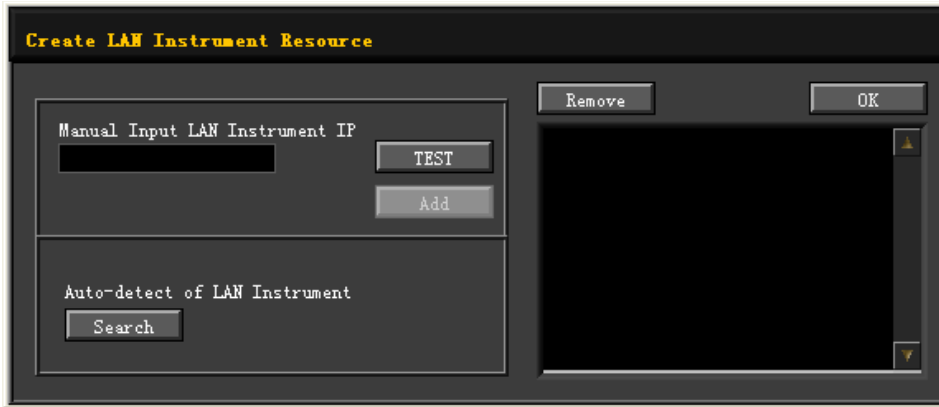 Create LAN Instrument Resource
Remove
OK
Manual Input LAN Instrument IP
TEST
Add
Auto-detect of LAN Instrument
Search